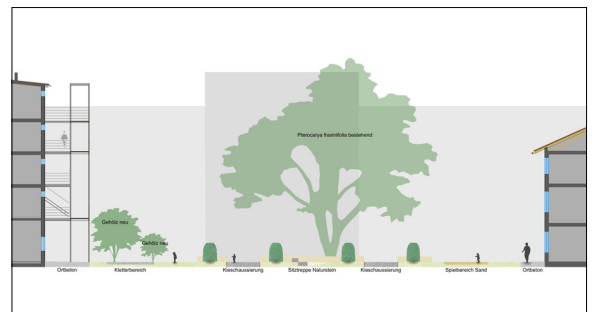 Pterocarya fraxinifolia bestehend
Gehölz neu
Gehölz neu
Ortbeton Kletterbereich Kieschaussierung Sitztreppe Naturstein Kieschaussierung Spielbereich Sand Ortbeton